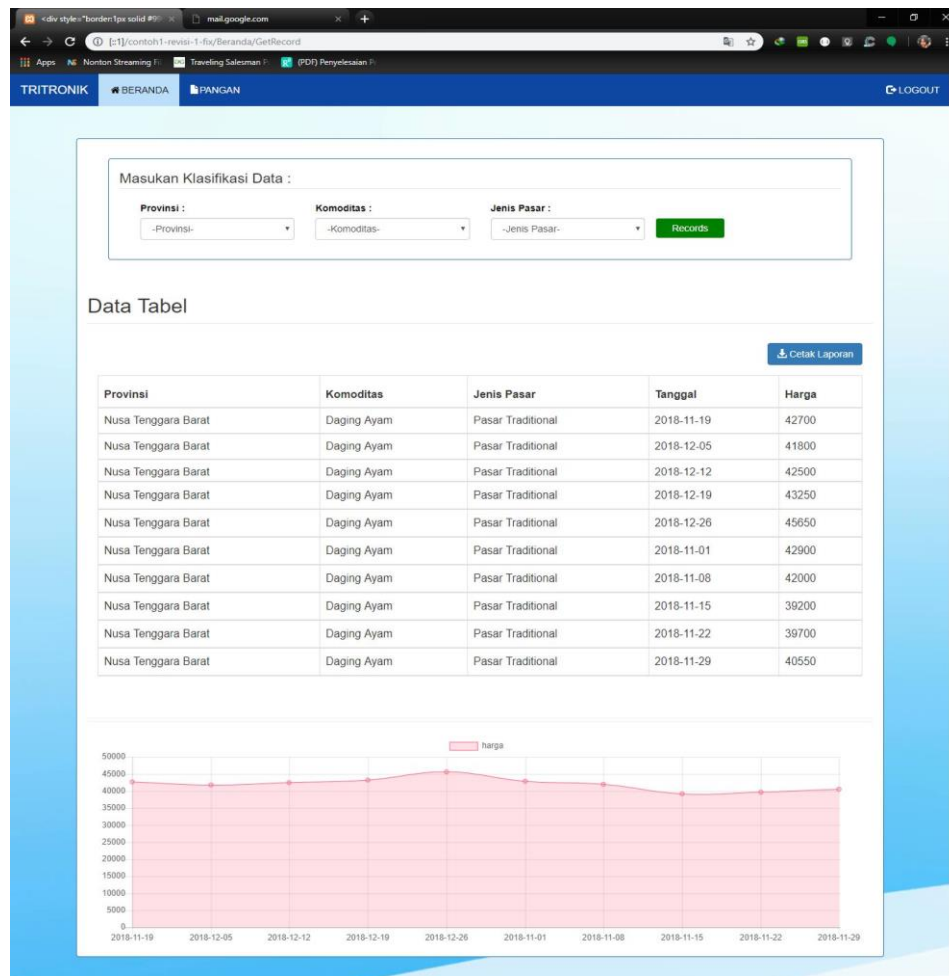 <div style="border:1px solid #99
mail.google.com
[::1]/contoh1-revisi-1-fix/Beranda/GetRecord
Apps Nonton Streaming Fi Traveling Salesman P (PDF) Penyelesaian P
TRITRONIK BERANDA PANGAN LOGOUT
Masukan Klasifikasi Data :
Provinsi : Komoditas : Jenis Pasar :
-Provinsi- -Komoditas- -Jenis Pasar- Records
Data Tabel
Cetak Laporan
Provinsi Komoditas Jenis Pasar Tanggal Harga
Nusa Tenggara Barat Daging Ayam Pasar Traditional 2018-11-19 42700
Nusa Tenggara Barat Daging Ayam Pasar Traditional 2018-12-05 41800
Nusa Tenggara Barat Daging Ayam Pasar Traditional 2018-12-12 42500
Nusa Tenggara Barat Daging Ayam Pasar Traditional 2018-12-19 43250
Nusa Tenggara Barat Daging Ayam Pasar Traditional 2018-12-26 45650
Nusa Tenggara Barat Daging Ayam Pasar Traditional 2018-11-01 42900
Nusa Tenggara Barat Daging Ayam Pasar Traditional 2018-11-08 42000
Nusa Tenggara Barat Daging Ayam Pasar Traditional 2018-11-15 39200
Nusa Tenggara Barat Daging Ayam Pasar Traditional 2018-11-22 39700
Nusa Tenggara Barat Daging Ayam Pasar Traditional 2018-11-29 40550
harga
50000
45000
40000
35000
30000
25000
20000
15000
10000
5000
0
2018-11-19 2018-12-05 2018-12-12 2018-12-19 2018-12-26 2018-11-01 2018-11-08 2018-11-15 2018-11-22 2018-11-29